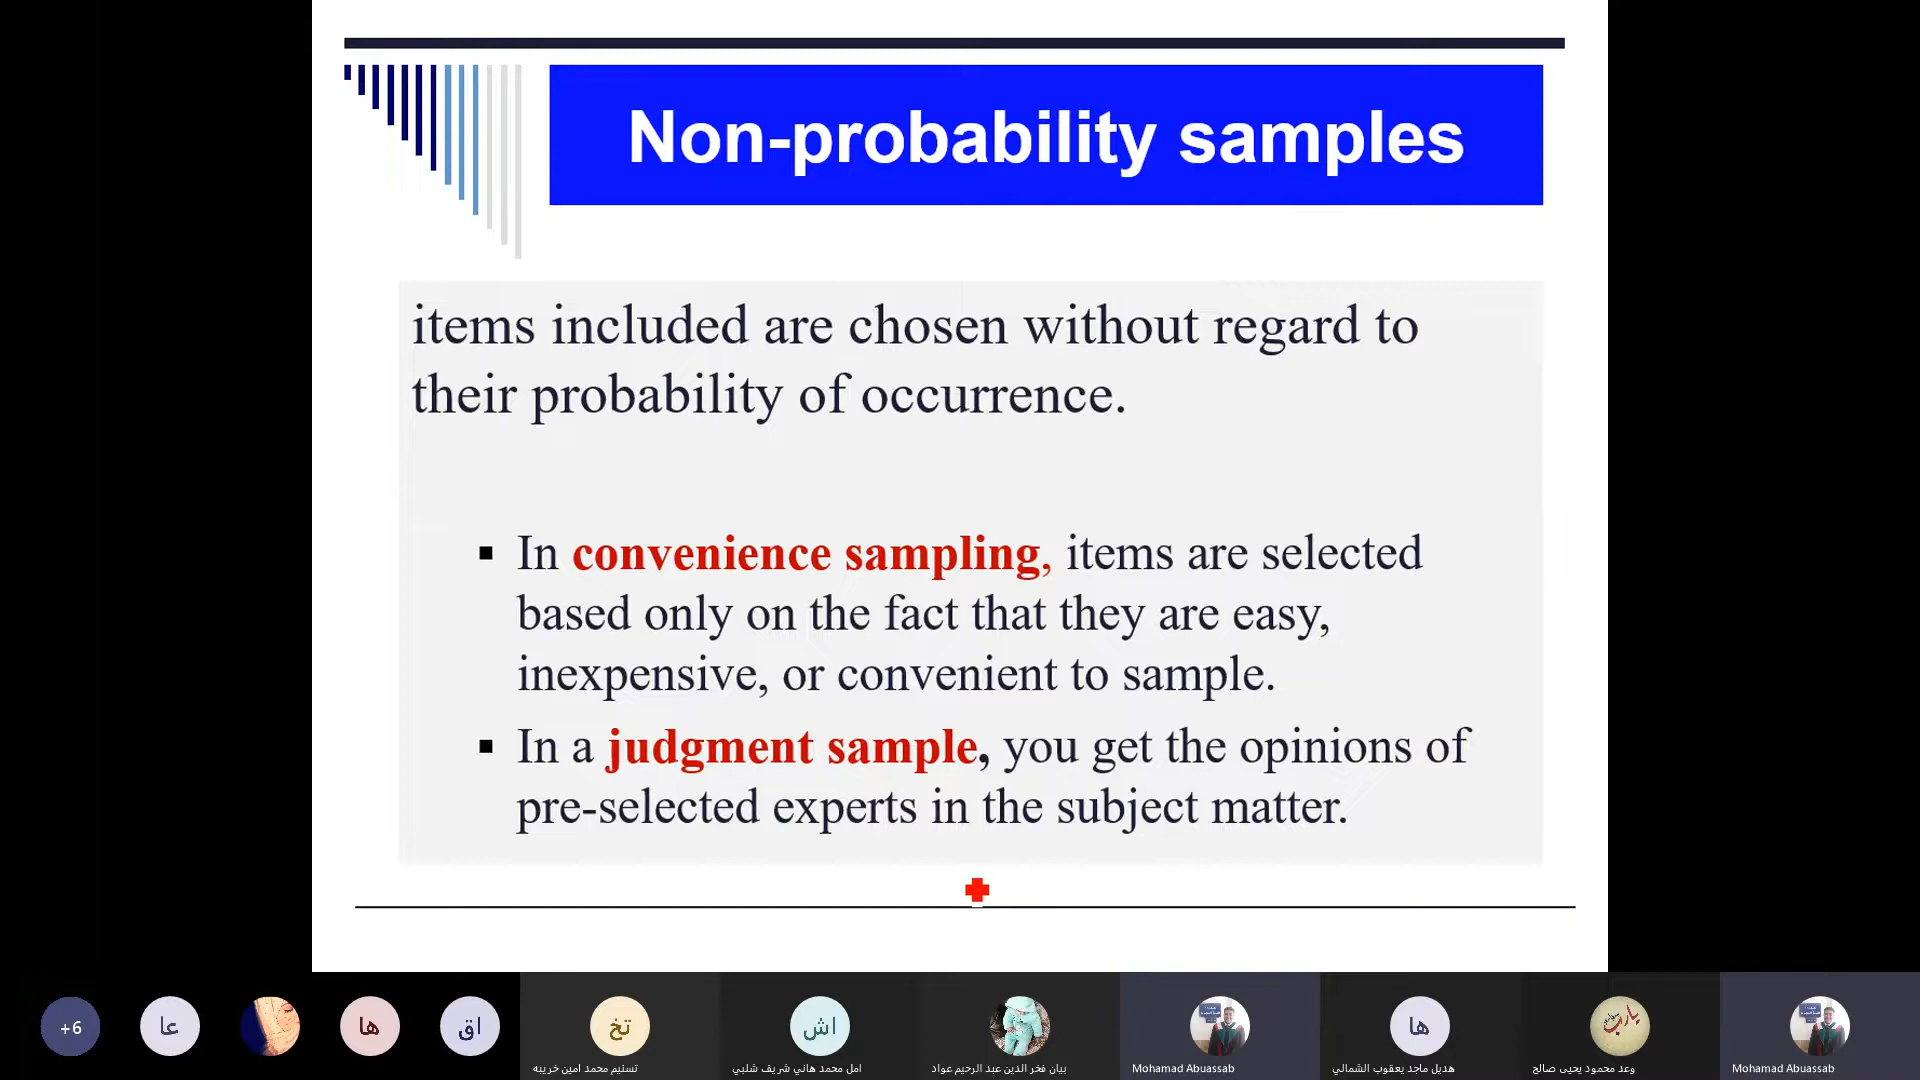 Non-probability samples
items included are chosen without regard to
their probability of occurrence.
▪ In convenience sampling, items are selected
based only on the fact that they are easy,
inexpensive, or convenient to sample.
▪ In a judgment sample, you get the opinions of
pre-selected experts in the subject matter.
+6
عا
ها
اق
تخ
اش
ها
يارب
تسنيم محمد امين خريبه
امل محمد هاني شريف شلبي
بيان فخر الدين عبد الرحيم عواد
Mohamad Abuassab
هديل ماجد يعقوب الشمالي
وعد محمود يحيى صالح
Mohamad Abuassab